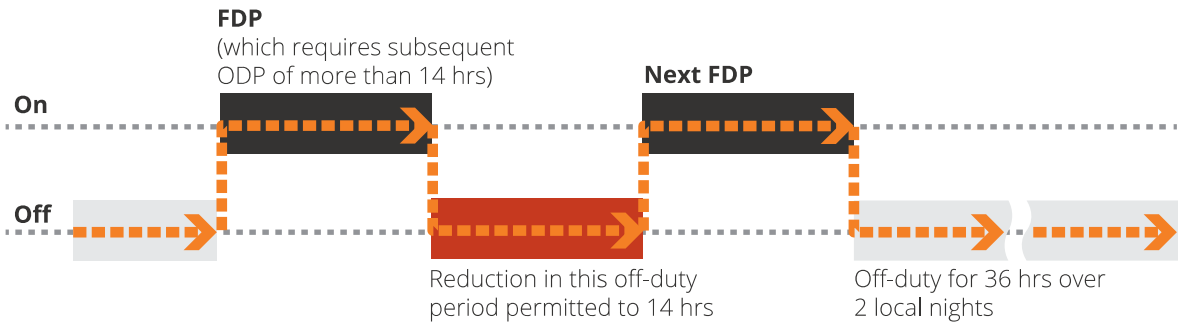 FDP
(which requires subsequent
ODP of more than 14 hrs)
Next FDP
On
Off
Reduction in this off-duty
period permitted to 14 hrs
Off-duty for 36 hrs over
2 local nights